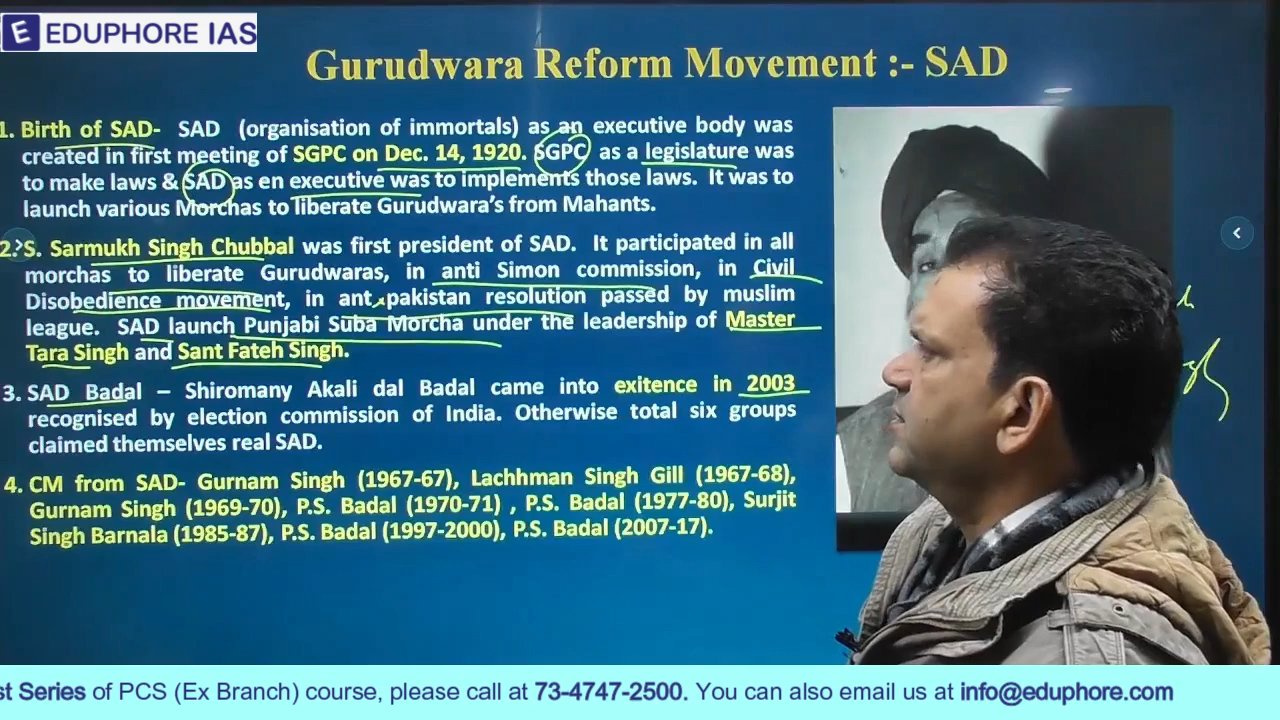 EDUPHORE IAS
Gurudwara Reform Movement :- SAD
1. Birth of SAD- SAD (organisation of immortals) as an executive body was
created in first meeting of SGPC on Dec. 14, 1920. SGPC as a legislature was
to make laws & SAD as en executive was to implements those laws. It was to
launch various Morchas to liberate Gurudwara's from Mahants.
2. S. Sarmukh Singh Chubbal was first president of SAD. It participated in all
morchas to liberate Gurudwaras, in anti Simon commission, in Civil
Disobedience movement, in ant pakistan resolution passed by muslim
league. SAD launch Punjabi Suba Morcha under the leadership of Master
Tara Singh and Sant Fateh Singh.
3. SAD Badal – Shiromany Akali dal Badal came into exitence in 2003
recognised by election commission of India. Otherwise total six groups
claimed themselves real SAD.
4. CM from SAD- Gurnam Singh (1967-67), Lachhman Singh Gill (1967-68),
Gurnam Singh (1969-70), P.S. Badal (1970-71) , P.S. Badal (1977-80), Surjit
Singh Barnala (1985-87), P.S. Badal (1997-2000), P.S. Badal (2007-17).
st Series of PCS (Ex Branch) course, please call at 73-4747-2500. You can also email us at info@eduphore.com